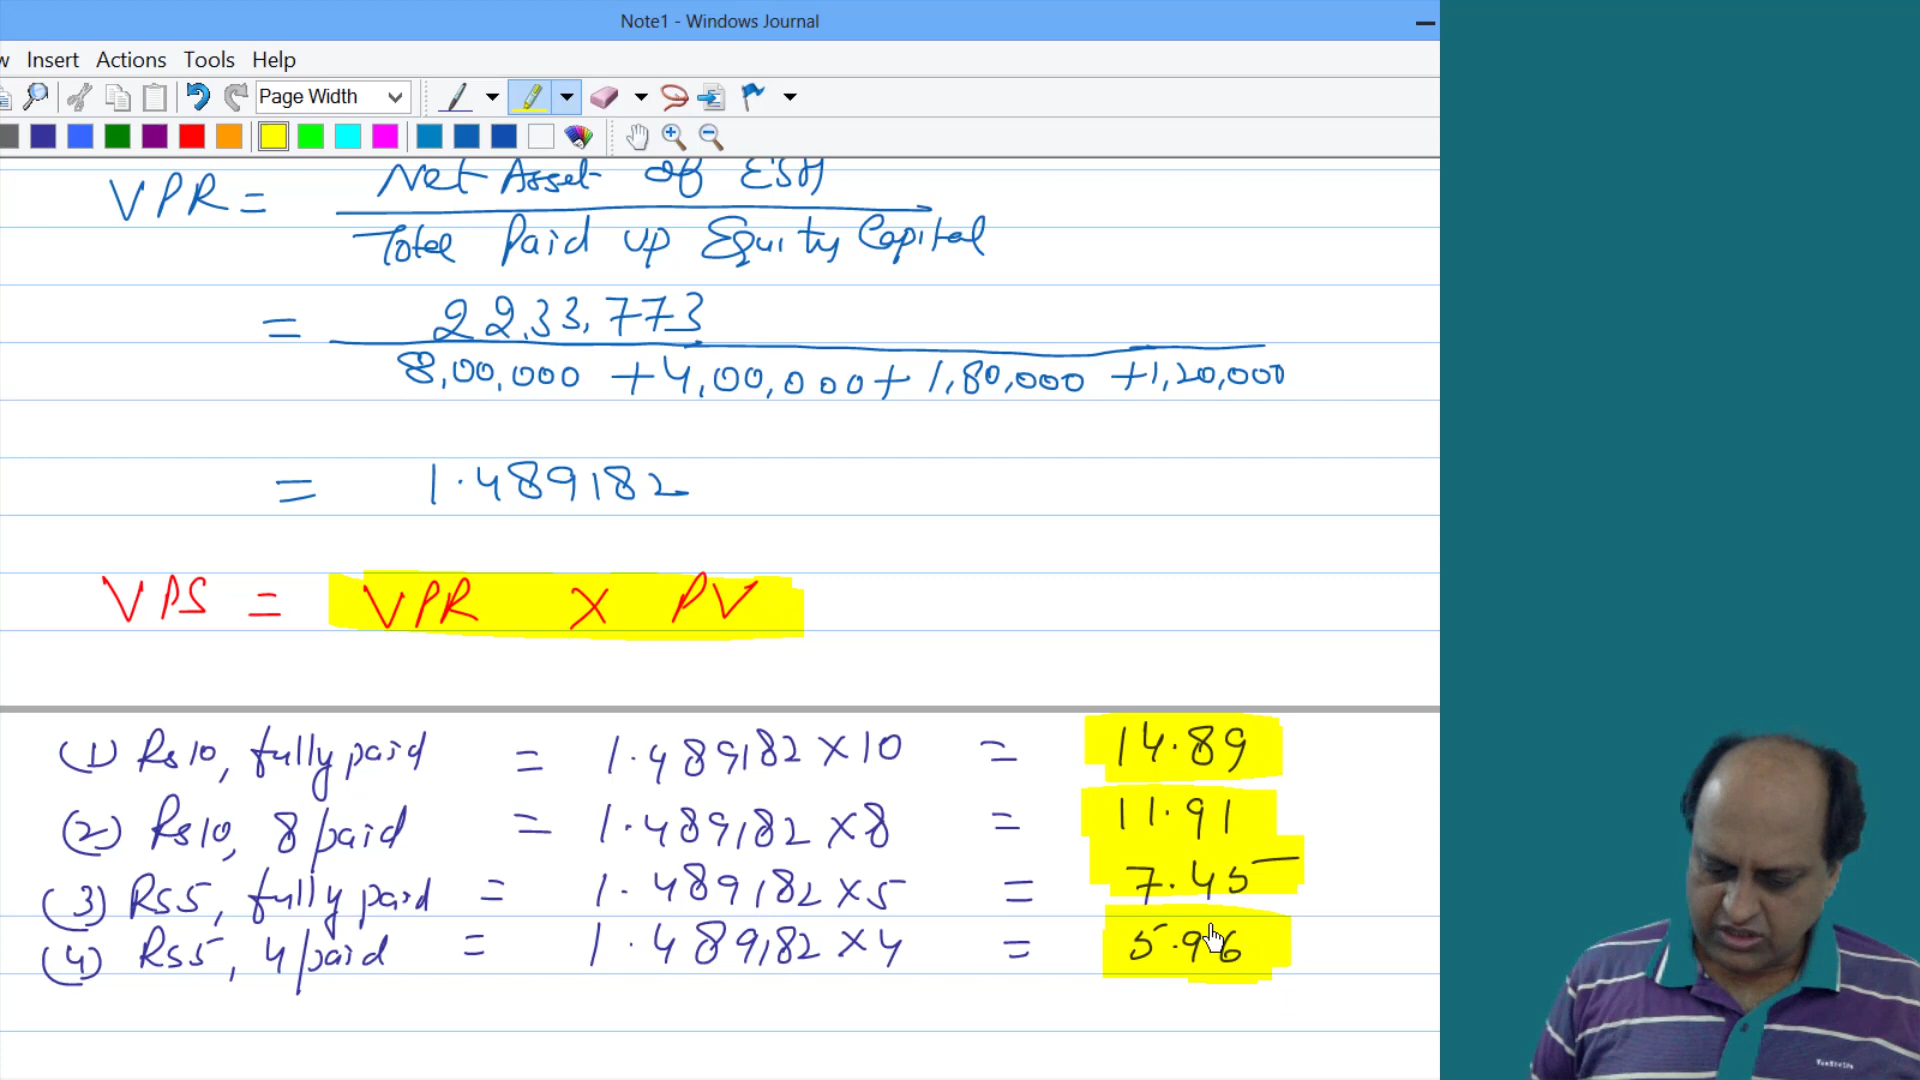 Note1 - Windows Journal
Insert Actions Tools Help
Page Width
VPR = Net Asset of ESH
Total Paid up Equity Capital
= 22,33,773
8,00,000 + 4,00,000 + 1,80,000 + 1,20,000
= 1.489182
VPS = VPR X PV
(1) Rs10, fully paid = 1.489182 X 10 = 14.89
(2) Rs10, 8/paid = 1.489182 X 8 = 11.91
(3) Rs5, fully paid = 1.489182 X 5 = 7.45
(4) Rs5, 4/paid = 1.489182 X 4 = 5.96